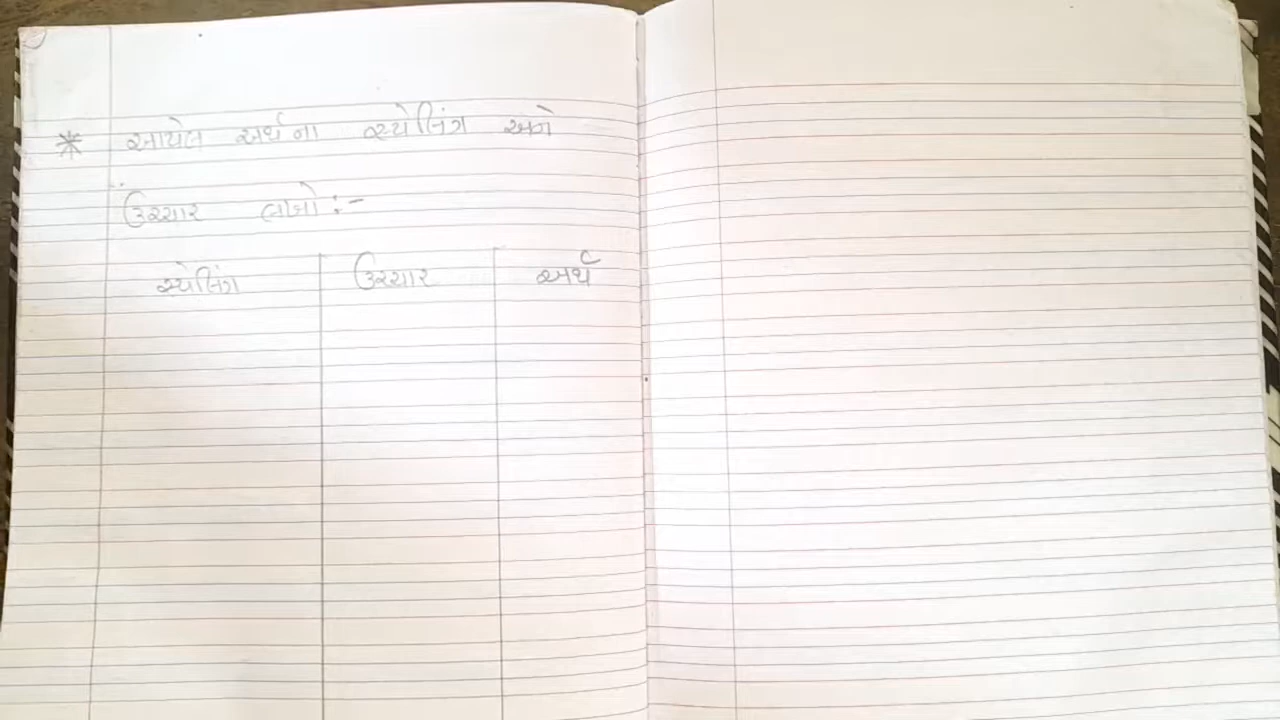 * આપેલ અર્થના સ્પેલિંગ અને
ઉચ્ચાર લખો :-
સ્પેલિંગ ઉચ્ચાર અર્થ